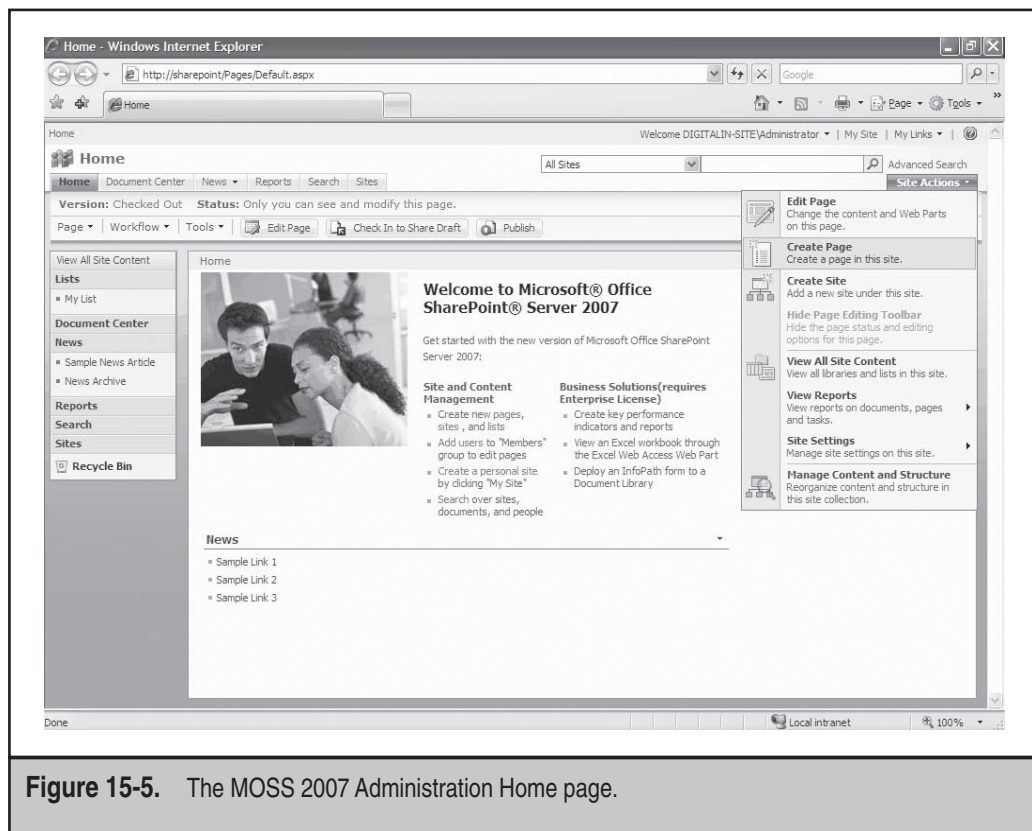 Home - Windows Internet Explorer
http://sharepoint/Pages/Default.aspx
Google
Home
Page
Tools
Home
Welcome DIGITALIN-SITE\Administrator | My Site | My Links |
Home
All Sites
Advanced Search
Home Document Center News Reports Search Sites
Site Actions
Version: Checked Out Status: Only you can see and modify this page.
Page Workflow Tools Edit Page Check In to Share Draft Publish
Edit Page
Change the content and Web Parts
on this page.
Create Page
Create a page in this site.
Create Site
Add a new site under this site.
Hide Page Editing Toolbar
Hide the page status and editing
options for this page.
View All Site Content
View all libraries and lists in this site.
View Reports
View reports on documents, pages
and tasks.
Site Settings
Manage site settings on this site.
Manage Content and Structure
Reorganize content and structure in
this site collection.
View All Site Content
Lists
My List
Document Center
News
Sample News Article
News Archive
Reports
Search
Sites
Recycle Bin
Home
Welcome to Microsoft® Office
SharePoint® Server 2007
Get started with the new version of Microsoft Office SharePoint
Server 2007:
Site and Content
Management
Create new pages,
sites , and lists
Add users to "Members"
group to edit pages
Create a personal site
by clicking "My Site"
Search over sites,
documents, and people
Business Solutions(requires
Enterprise License)
Create key performance
indicators and reports
View an Excel workbook through
the Excel Web Access Web Part
Deploy an InfoPath form to a
Document Library
News
Sample Link 1
Sample Link 2
Sample Link 3
Done
Local intranet
100%
Figure 15-5. The MOSS 2007 Administration Home page.